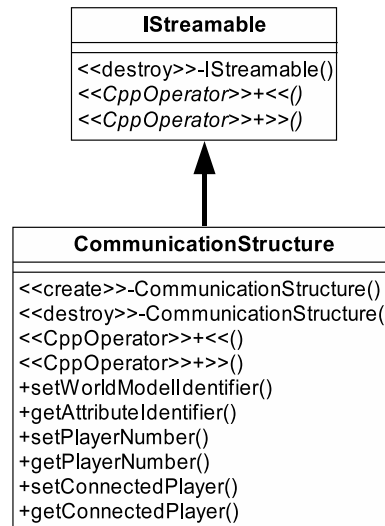 IStreamable
<<destroy>>-IStreamable()
<<CppOperator>>+<<()
<<CppOperator>>+>>()
CommunicationStructure
<<create>>-CommunicationStructure()
<<destroy>>-CommunicationStructure(
<<CppOperator>>+<<()
<<CppOperator>>+>>()
+setWorldModelIdentifier()
+getAttributeIdentifier()
+setPlayerNumber()
+getPlayerNumber()
+setConnectedPlayer()
+getConnectedPlayer()